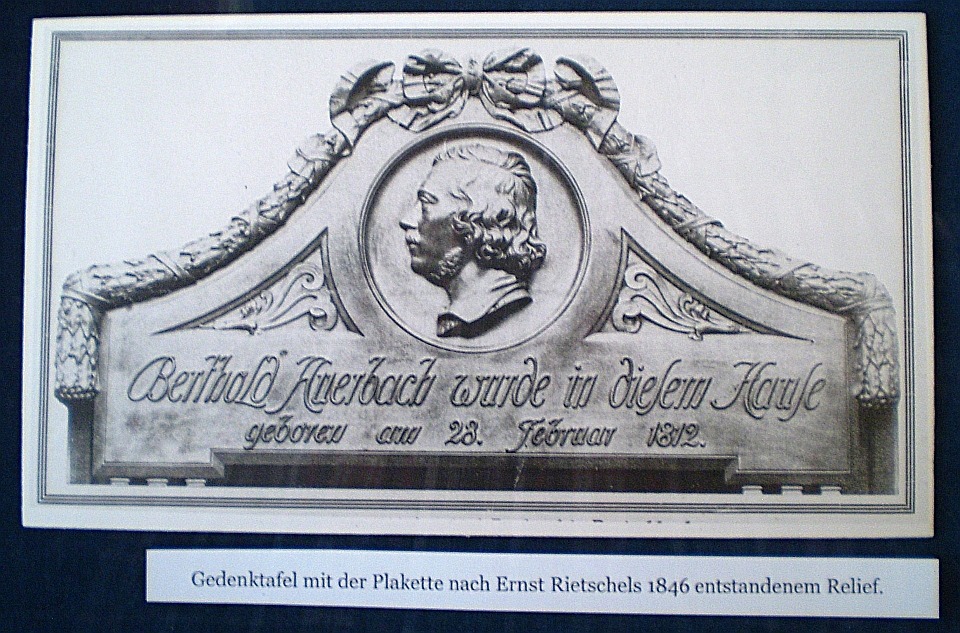 Berthold Auerbach wurde in diesem Hause
geboren am 28. Februar 1812.
Gedenktafel mit der Plakette nach Ernst Rietschels 1846 entstandenem Relief.